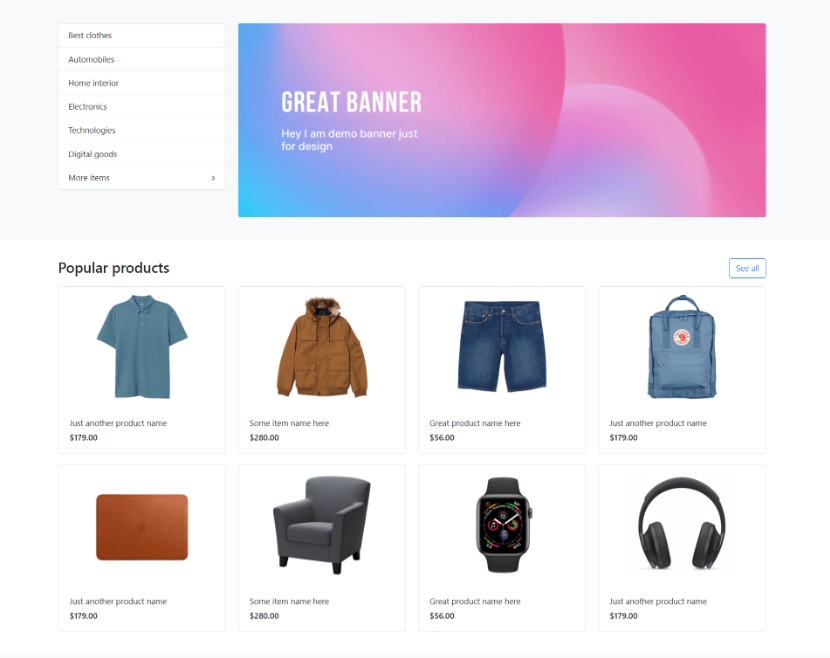 Best clothes
Automobiles
Home interior
Electronics
Technologies
Digital goods
More items
GREAT BANNER
Hey I am demo banner just
for design
Popular products
See all
Just another product name
$179.00
Some item name here
$280.00
Great product name here
$56.00
Just another product name
$179.00
Just another product name
$179.00
Some item name here
$280.00
Great product name here
$56.00
Just another product name
$179.00